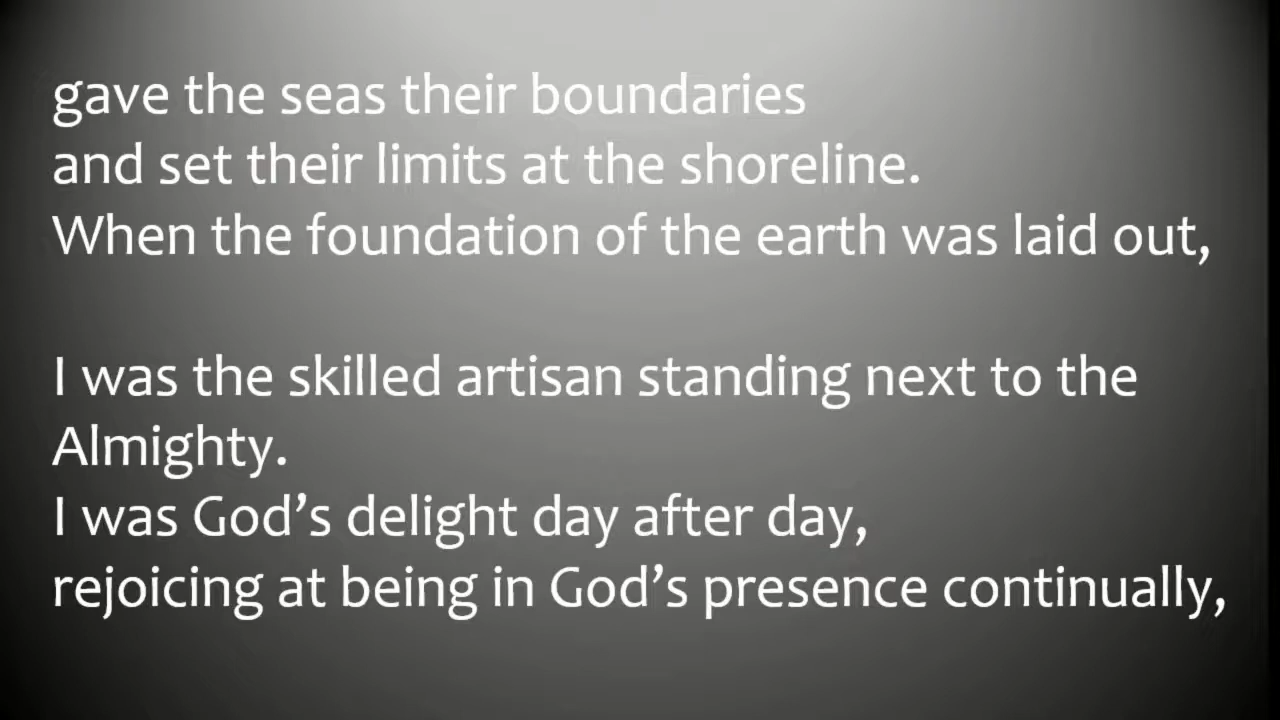 gave the seas their boundaries
and set their limits at the shoreline.
When the foundation of the earth was laid out,
I was the skilled artisan standing next to the
Almighty.
I was God’s delight day after day,
rejoicing at being in God’s presence continually,